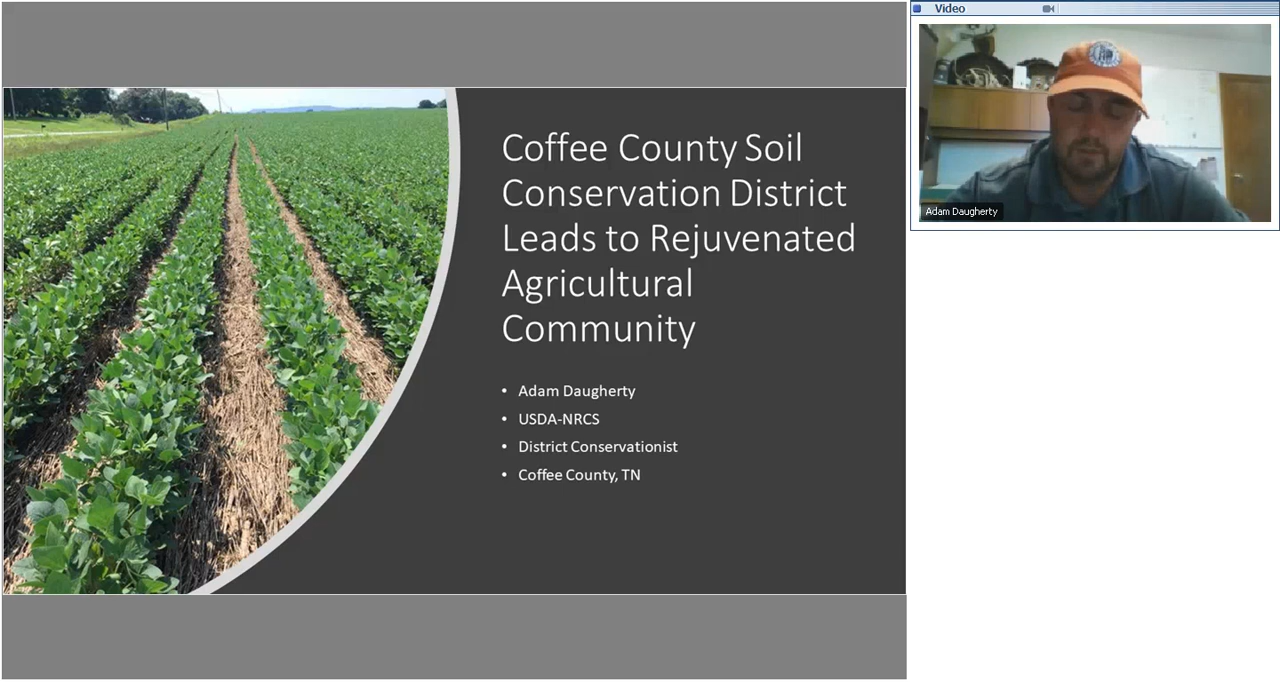 Video
Adam Daugherty
Coffee County Soil
Conservation District
Leads to Rejuvenated
Agricultural
Community
• Adam Daugherty
• USDA-NRCS
• District Conservationist
• Coffee County, TN